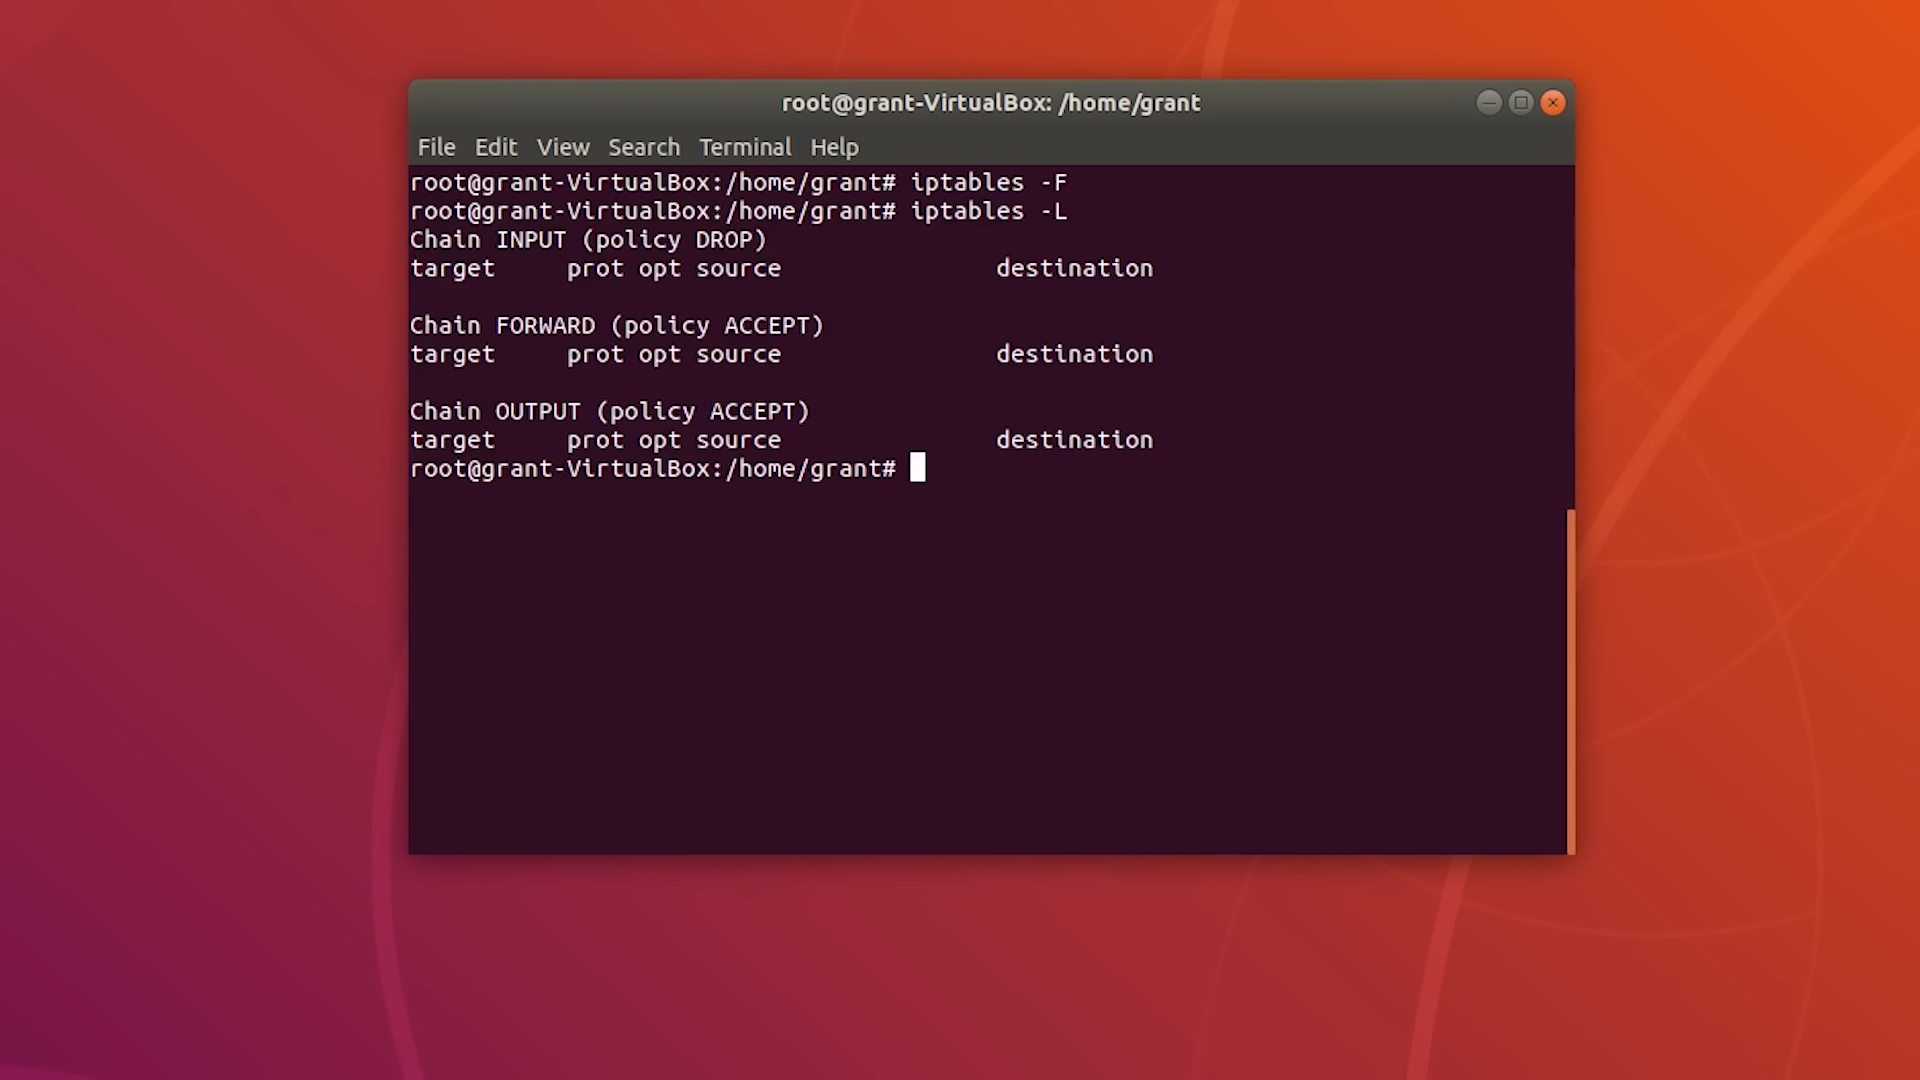 root@grant-VirtualBox: /home/grant
File Edit View Search Terminal Help
root@grant-VirtualBox:/home/grant# iptables -F
root@grant-VirtualBox:/home/grant# iptables -L
Chain INPUT (policy DROP)
target     prot opt source               destination
Chain FORWARD (policy ACCEPT)
target     prot opt source               destination
Chain OUTPUT (policy ACCEPT)
target     prot opt source               destination
root@grant-VirtualBox:/home/grant#